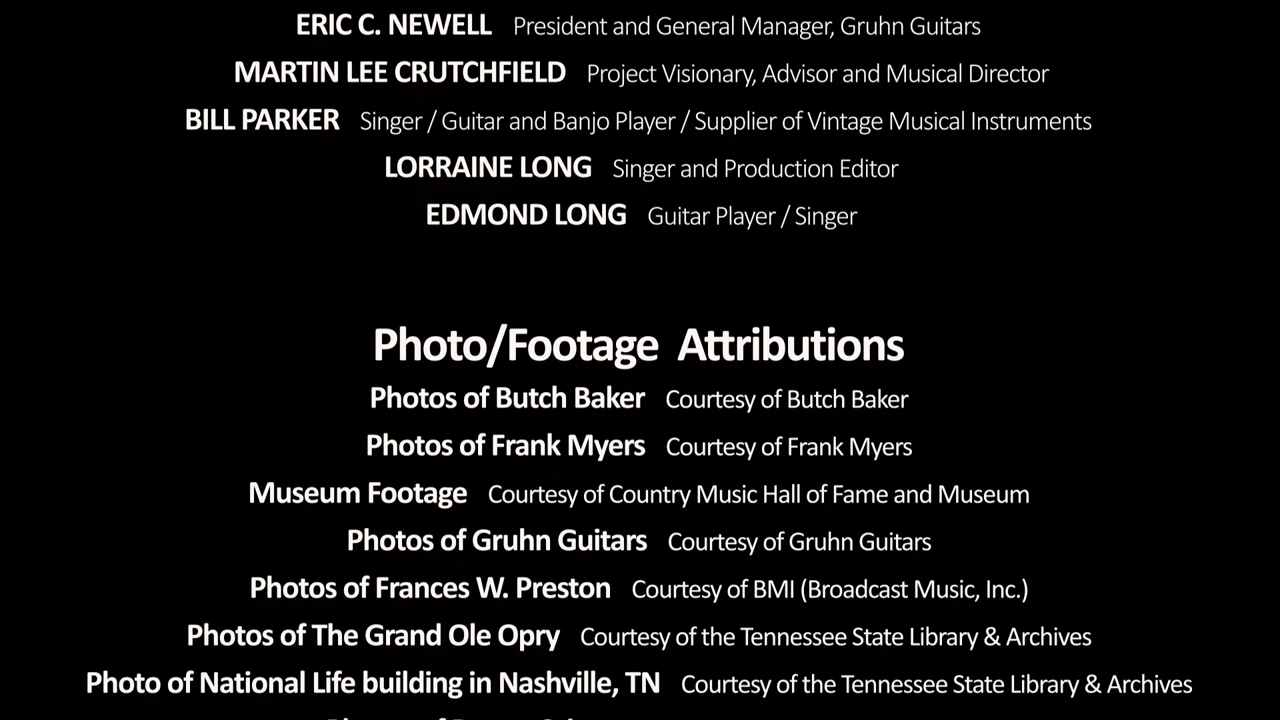 ERIC C. NEWELL President and General Manager, Gruhn Guitars
MARTIN LEE CRUTCHFIELD Project Visionary, Advisor and Musical Director
BILL PARKER Singer / Guitar and Banjo Player / Supplier of Vintage Musical Instruments
LORRAINE LONG Singer and Production Editor
EDMOND LONG Guitar Player / Singer
Photo/Footage Attributions
Photos of Butch Baker Courtesy of Butch Baker
Photos of Frank Myers Courtesy of Frank Myers
Museum Footage Courtesy of Country Music Hall of Fame and Museum
Photos of Gruhn Guitars Courtesy of Gruhn Guitars
Photos of Frances W. Preston Courtesy of BMI (Broadcast Music, Inc.)
Photos of The Grand Ole Opry Courtesy of the Tennessee State Library & Archives
Photo of National Life building in Nashville, TN Courtesy of the Tennessee State Library & Archives